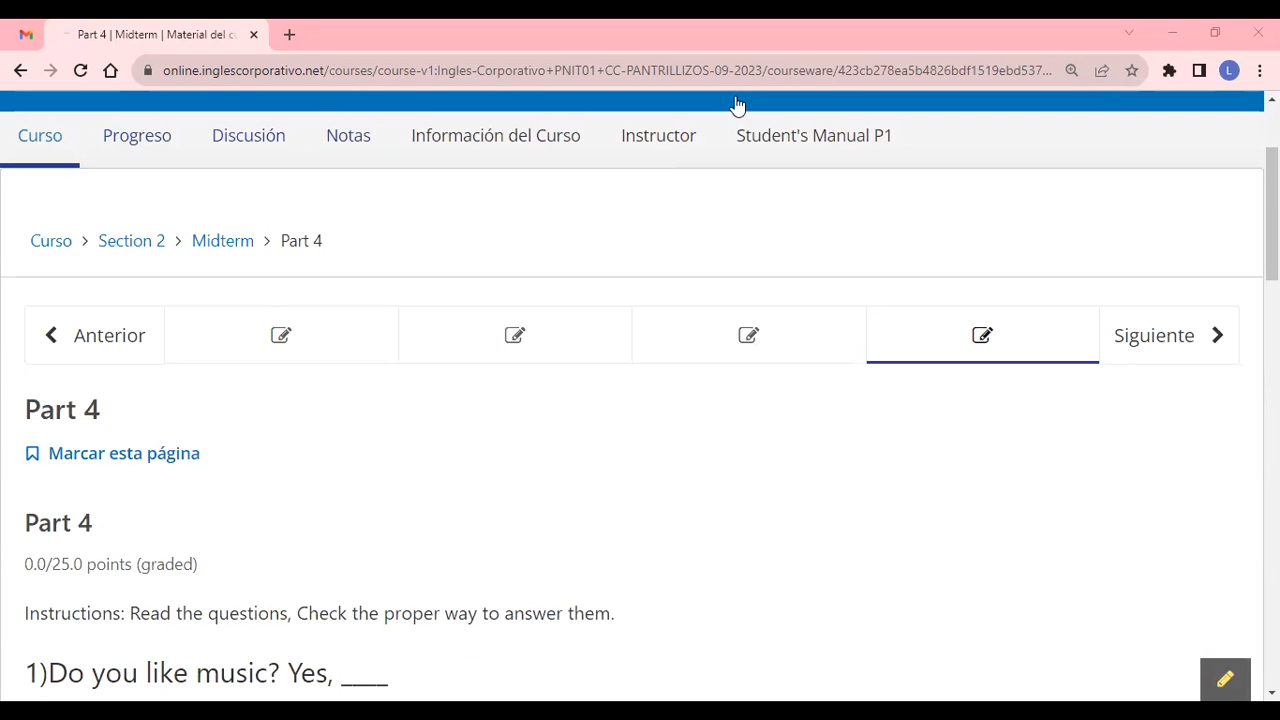 Part 4 | Midterm | Material del c
online.inglescorporativo.net/courses/course-v1:Ingles-Corporativo+PNIT01+CC-PANTRILLIZOS-09-2023/courseware/423cb278ea5b4826bdf1519ebd537...
L
Curso Progreso Discusión Notas Información del Curso Instructor Student's Manual P1
Curso > Section 2 > Midterm > Part 4
Anterior Siguiente
Part 4
Marcar esta página
Part 4
0.0/25.0 points (graded)
Instructions: Read the questions, Check the proper way to answer them.
1)Do you like music? Yes, ____